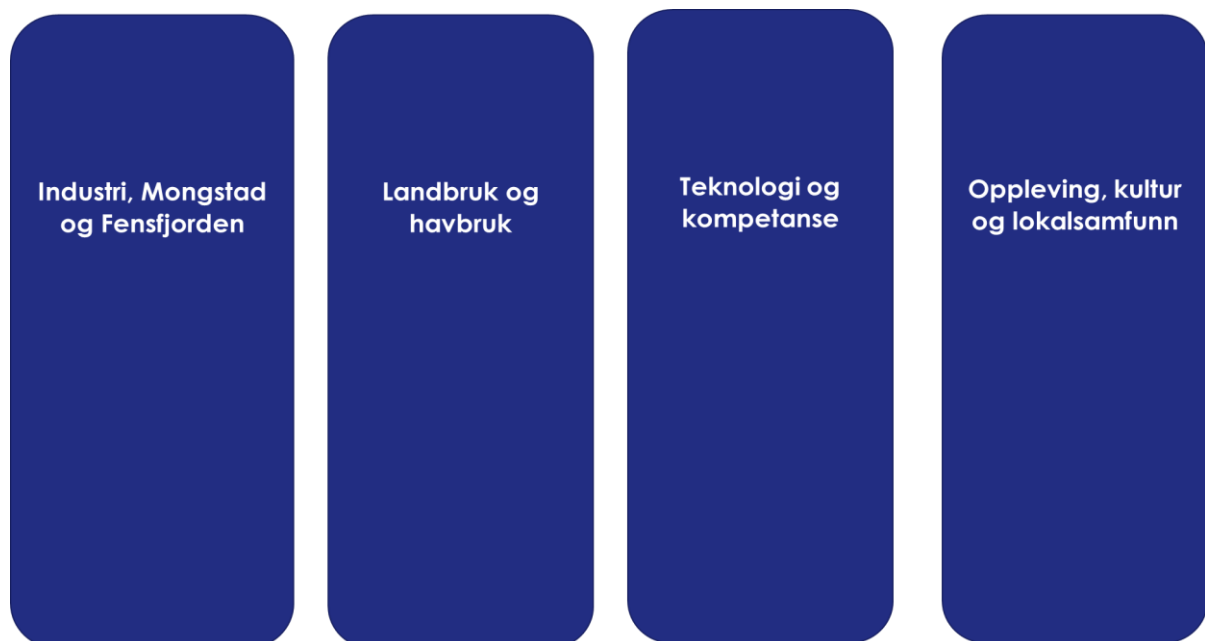 Industri, Mongstad
og Fensfjorden
Landbruk og
havbruk
Teknologi og
kompetanse
Oppleving, kultur
og lokalsamfunn